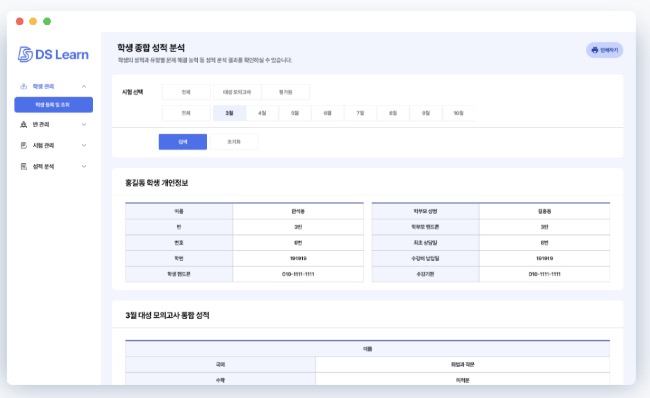 DS Learn
학생 관리
학생 등록 및 조회
반 관리
시험 관리
성적 분석
학생 종합 성적 분석
학생의 성적과 유형별 문제 해결 능력 등 성적 분석 결과를 확인하실 수 있습니다.
인쇄하기
시험 선택 전체 대성 모의고사 평가원
전체 3월 4월 5월 6월 7월 8월 9월 10월
검색 초기화
홍길동 학생 개인정보
이름 한석봉 학부모 성명 길홍동
반 3반 학부모 핸드폰 3반
번호 6번 최초 상담일 6번
학번 191919 수강비 납입일 191919
학생 핸드폰 010-1111-1111 수강기한 010-1111-1111
3월 대성 모의고사 통합 성적
이름
국어 화법과 작문
수학 미적분